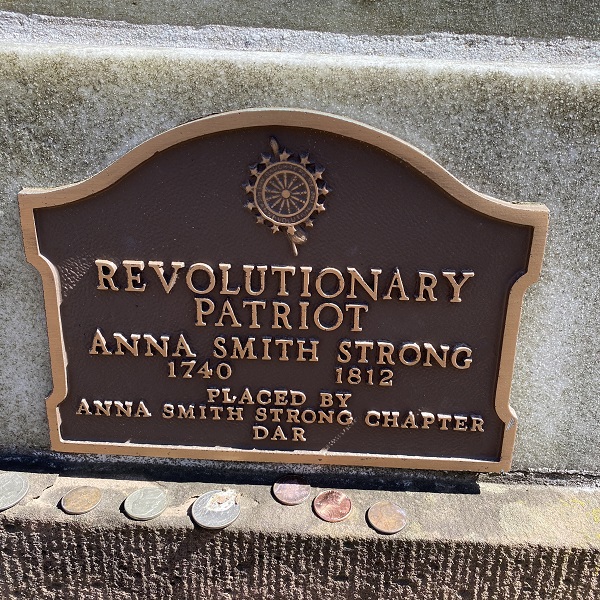 REVOLUTIONARY
PATRIOT
ANNA SMITH STRONG
1740 1812
PLACED BY
ANNA SMITH STRONG CHAPTER
DAR